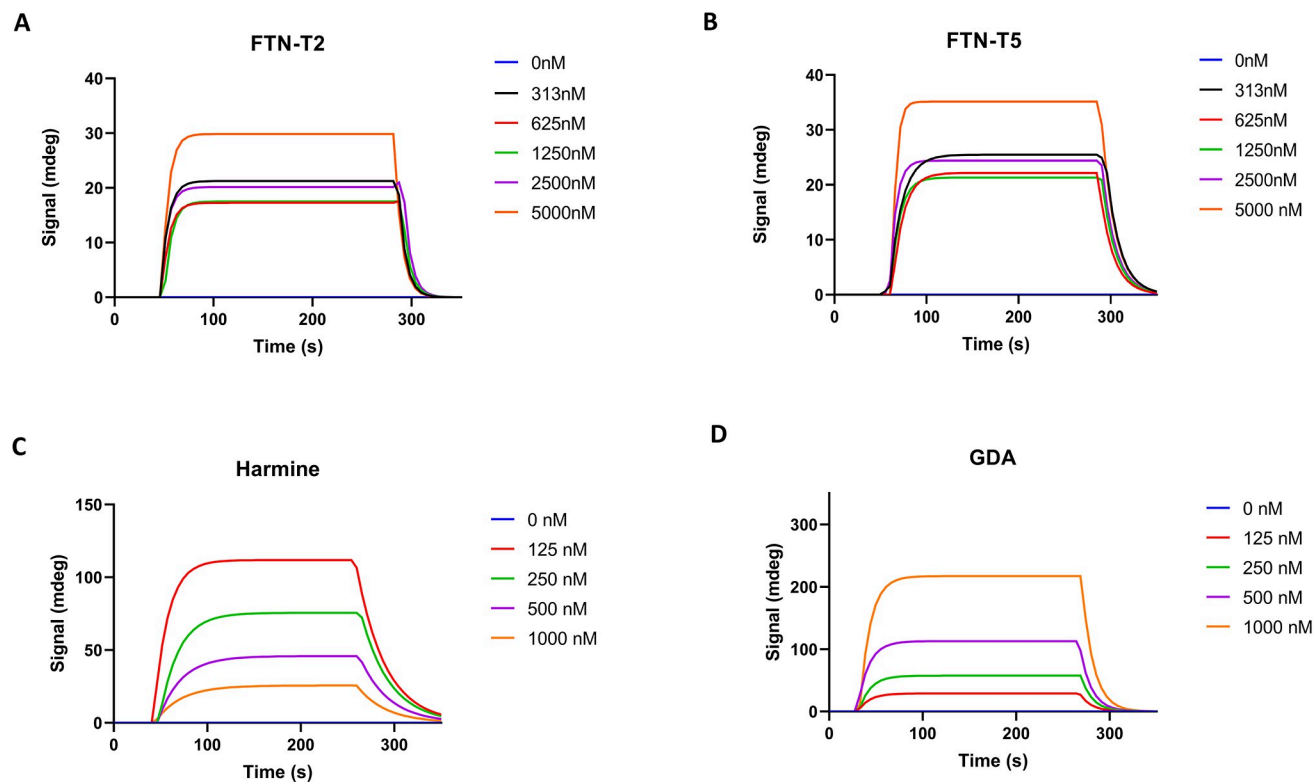 A
FTN-T2
Signal (mdeg)
40
30
20
10
0
0
100
200
300
Time (s)
0nM
313nM
625nM
1250nM
2500nM
5000nM
B
FTN-T5
Signal (mdeg)
40
30
20
10
0
0
100
200
300
Time (s)
0nM
313nM
625nM
1250nM
2500nM
5000 nM
C
Harmine
Signal (mdeg)
150
100
50
0
0
100
200
300
Time (s)
0 nM
125 nM
250 nM
500 nM
1000 nM
D
GDA
Signal (mdeg)
300
200
100
0
0
100
200
300
Time (s)
0 nM
125 nM
250 nM
500 nM
1000 nM